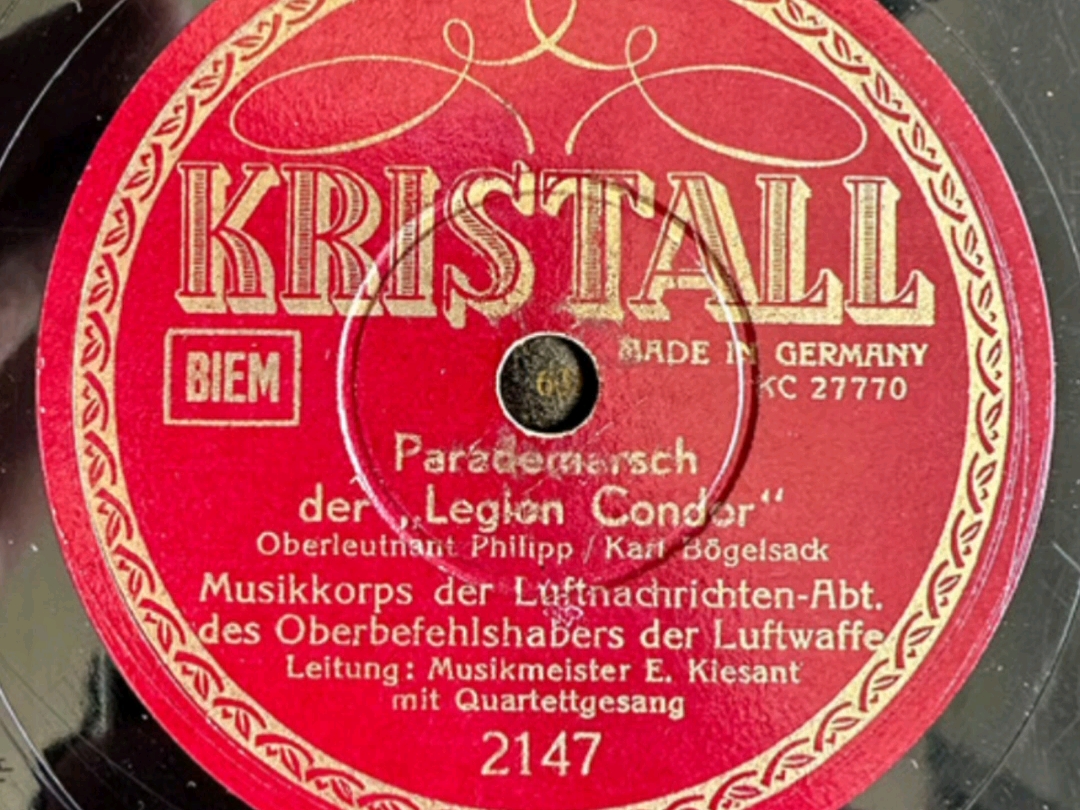 KRISTALL
BIEM
MADE IN GERMANY
KC 27770
Parademarsch
der „Legion Condor“
Oberleutnant Philipp / Karl Bögelsack
Musikkorps der Luftnachrichten-Abt.
des Oberbefehlshabers der Luftwaffe
Leitung: Musikmeister E. Kiesant
mit Quartettgesang
2147